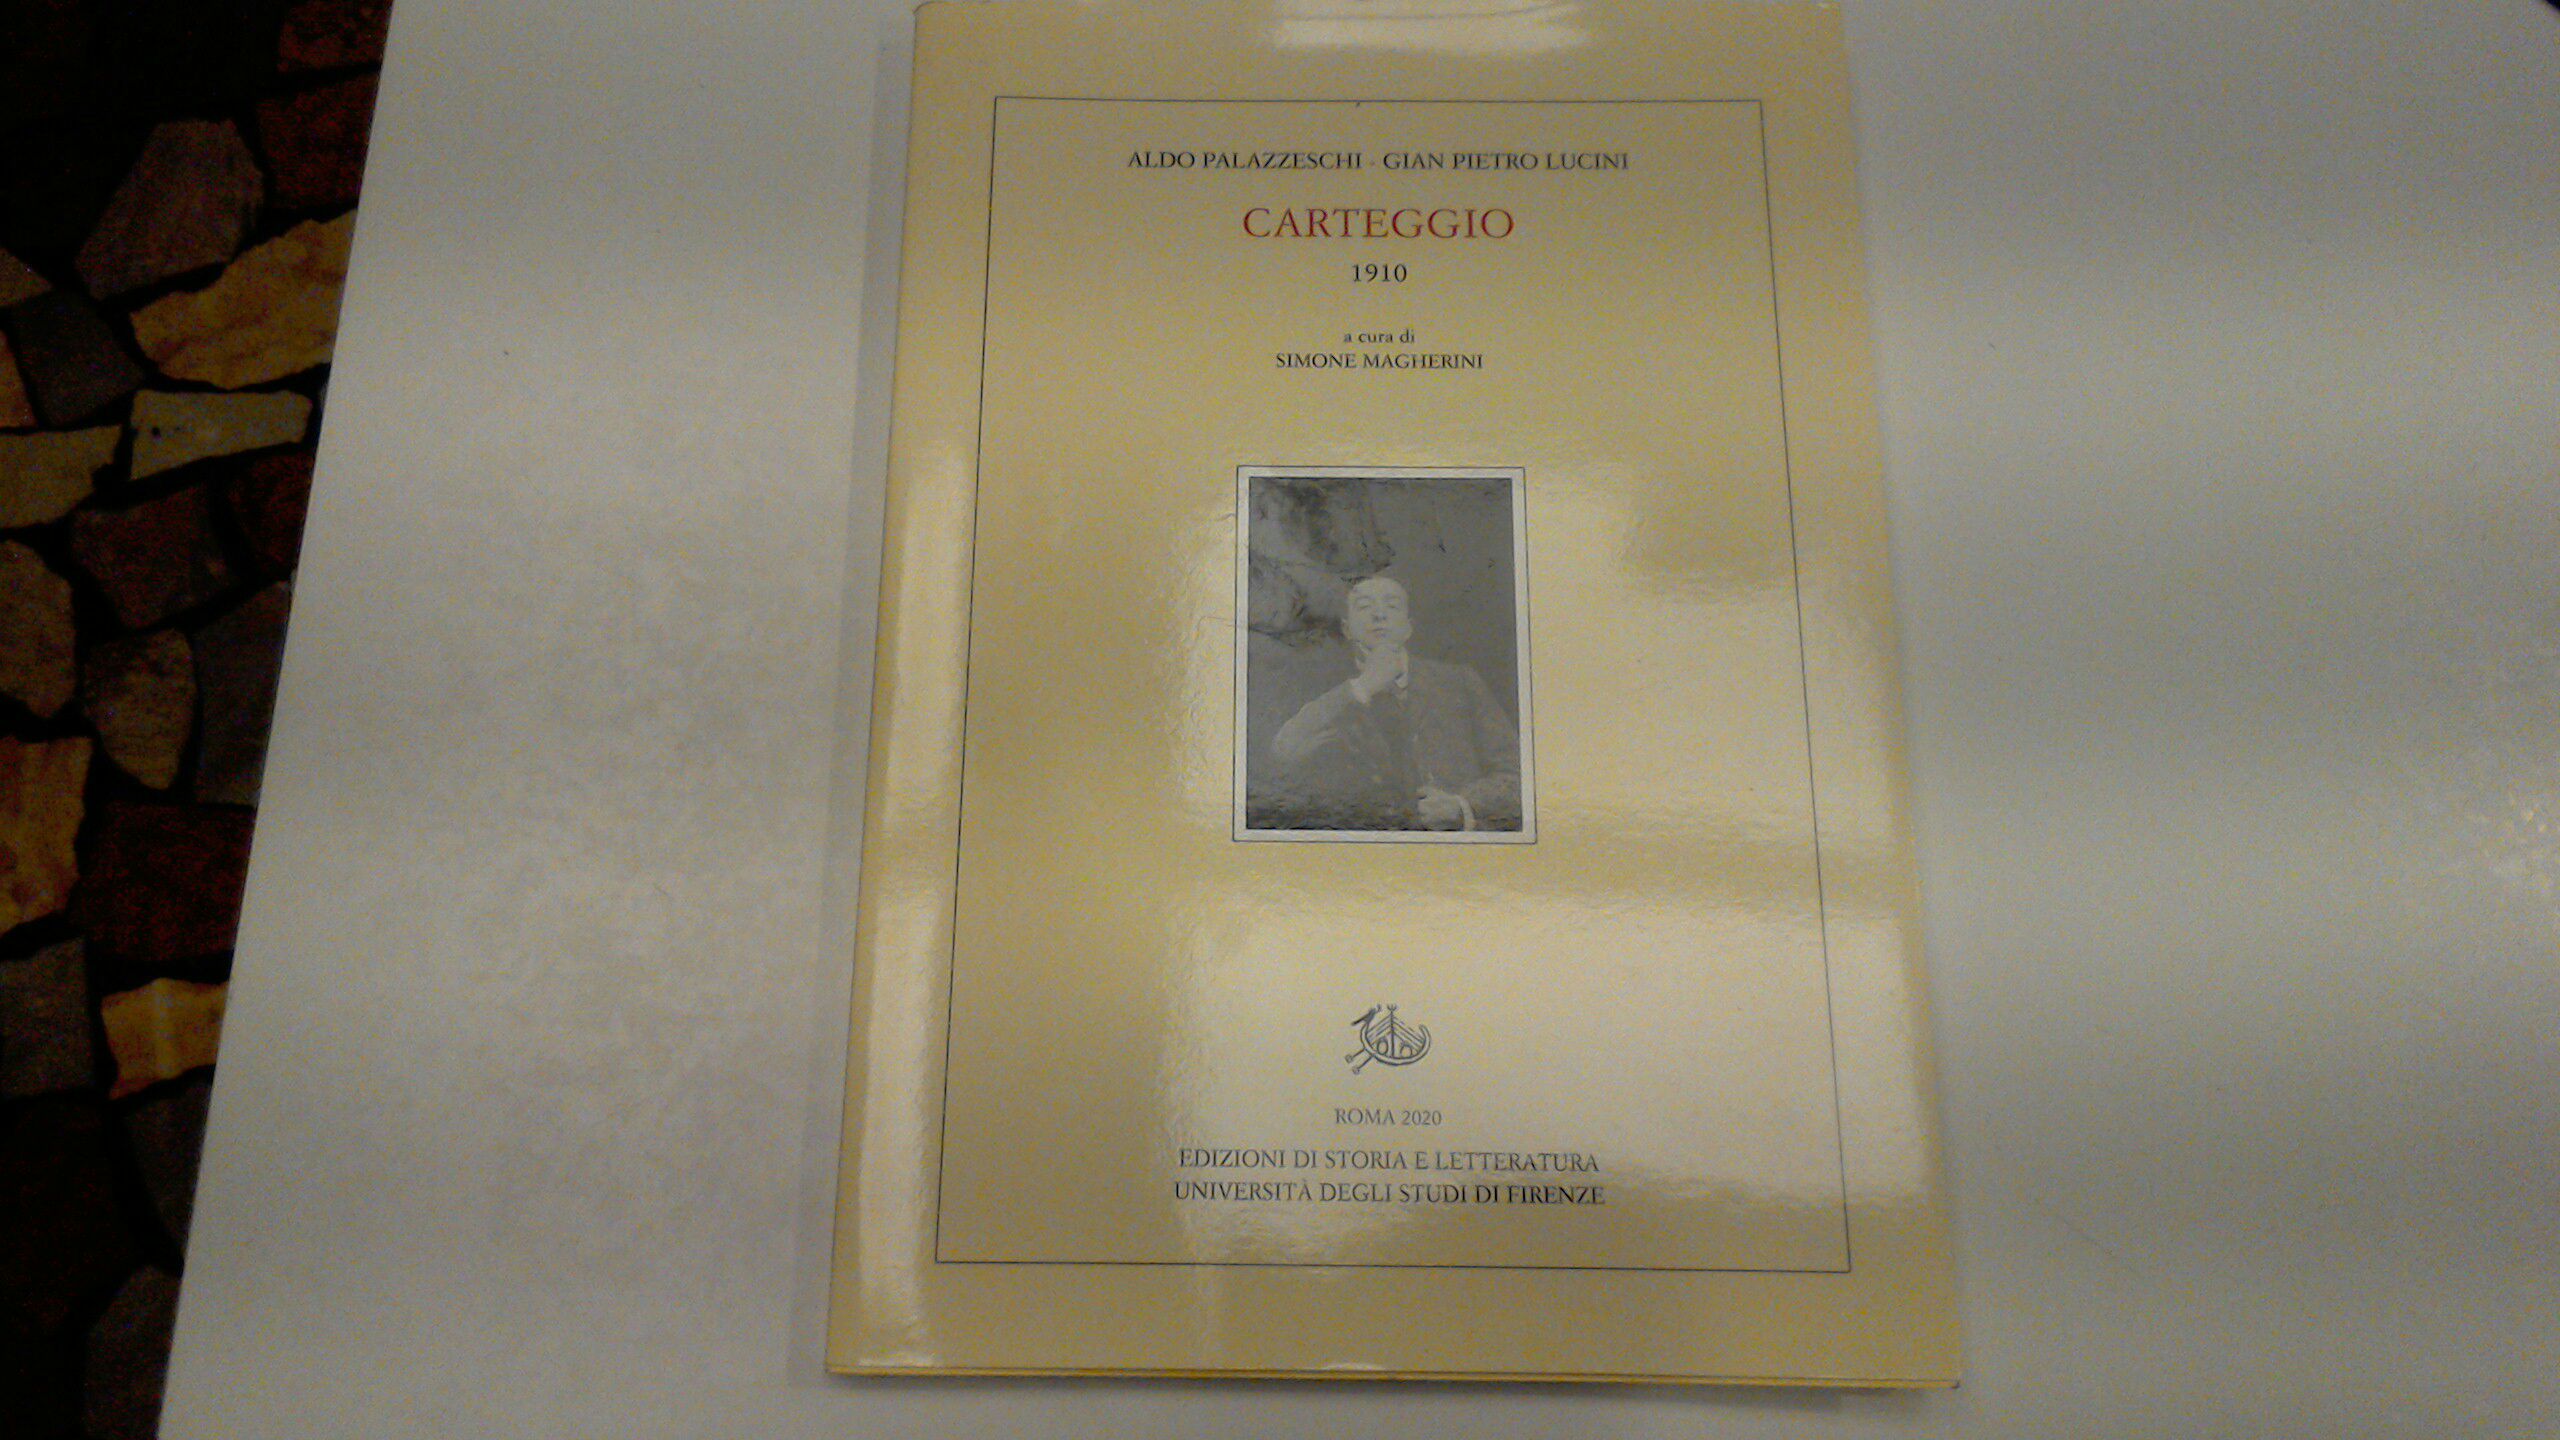 ALDO PALAZZESCHI - GIAN PIETRO LUCINI
CARTEGGIO
1910
a cura di
SIMONE MAGHERINI
ROMA 2020
EDIZIONI DI STORIA E LETTERATURA
UNIVERSITÀ DEGLI STUDI DI FIRENZE